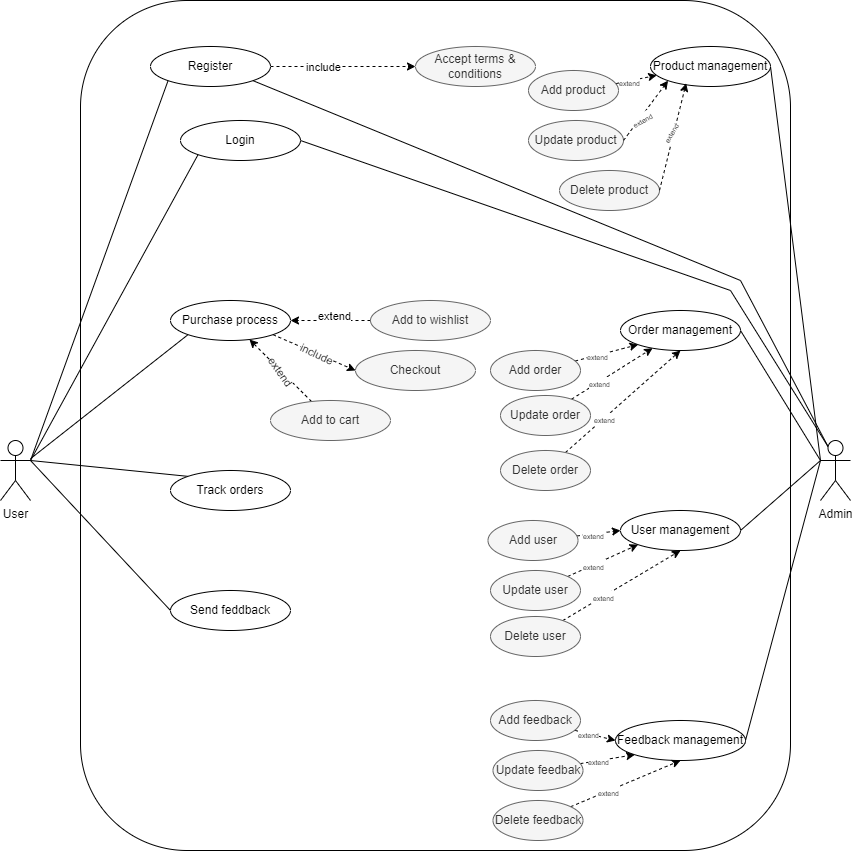 Register
include
Accept terms &
conditions
Product management
Add product
extend
Update product
extend
Delete product
extend
Login
Purchase process
extend
Add to wishlist
include
Checkout
extend
Add to cart
Order management
Add order
extend
Update order
extend
Delete order
extend
User
Track orders
Admin
User management
Add user
extend
Update user
extend
Delete user
extend
Send feddback
Feedback management
Add feedback
extend
Update feedbak
extend
Delete feedback
extend